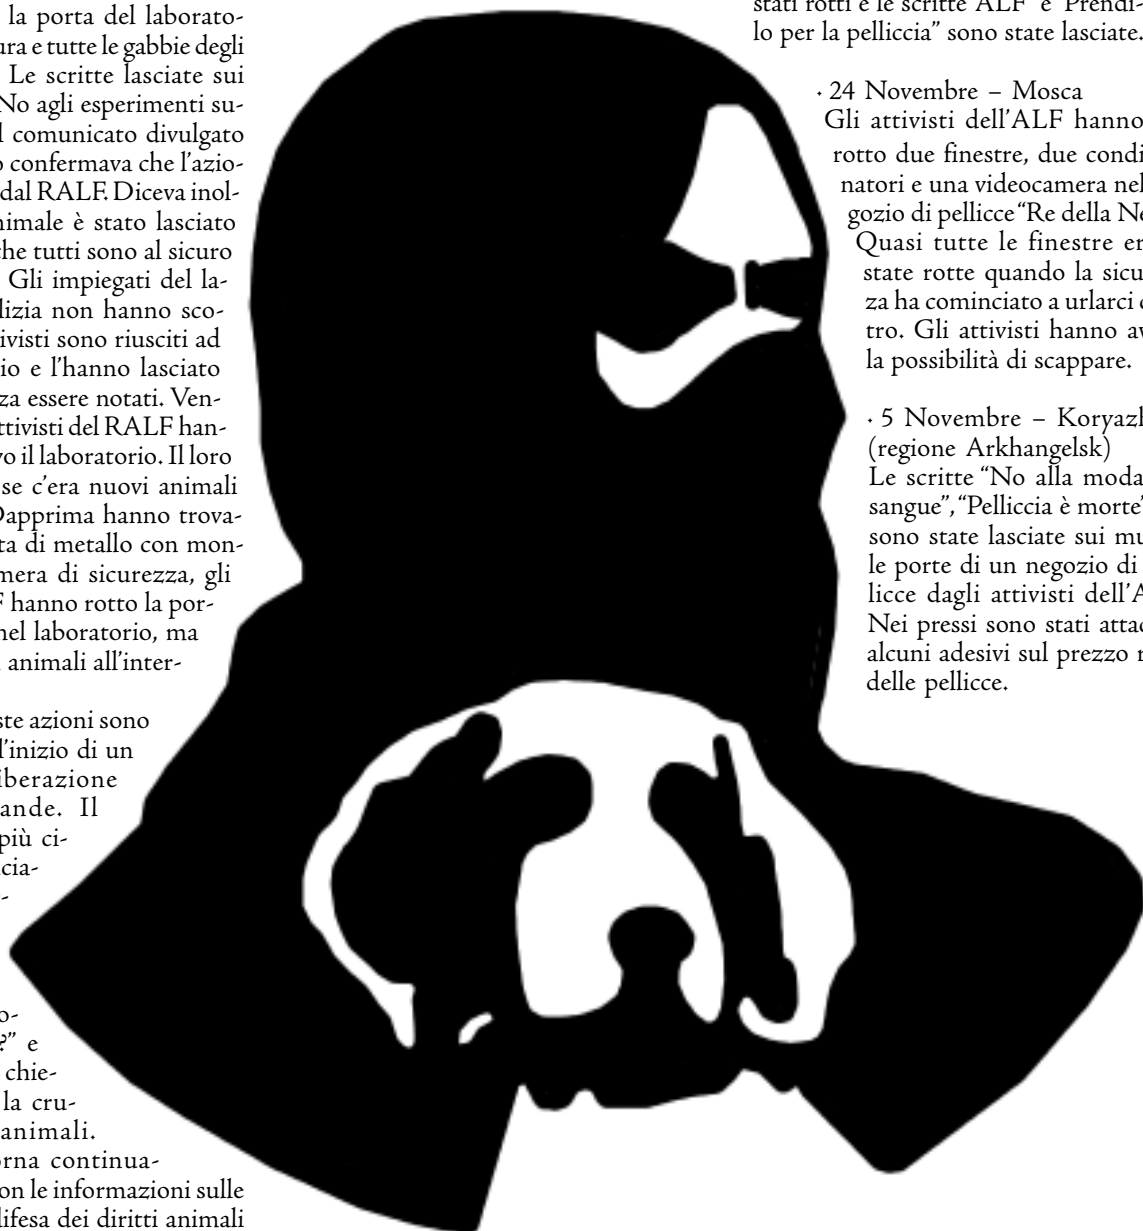 la porta del laborato-
ura e tutte le gabbie degli
Le scritte lasciate sui
No agli esperimenti su-
l comunicato divulgato
o confermava che l'azio-
dal RALF. Diceva inol-
nimale è stato lasciato
che tutti sono al sicuro
Gli impiegati del la-
lizia non hanno sco-
ivisti sono riusciti ad
io e l'hanno lasciato
za essere notati. Ven-
ttivisti del RALF han-
vo il laboratorio. Il loro
se c'era nuovi animali
Dapprima hanno trova-
ta di metallo con mon-
mera di sicurezza, gli
F hanno rotto la por-
nel laboratorio, ma
animali all'inter-
ste azioni sono
l'inizio di un
iberazione
ande. Il
più ci-
cia-
-
o-
?” e
chie-
la cru-
animali.
orna continua-
on le informazioni sulle
difesa dei diritti animali
stati rotti e le scritte “ALF” e “Prendi-
lo per la pelliccia” sono state lasciate.
· 24 Novembre – Mosca
Gli attivisti dell'ALF hanno
rotto due finestre, due condi
natori e una videocamera nel
gozio di pellicce “Re della Ne
Quasi tutte le finestre er
state rotte quando la sicu
za ha cominciato a urlarci
tro. Gli attivisti hanno av
la possibilità di scappare.
· 5 Novembre – Koryazh
(regione Arkhangelsk)
Le scritte “No alla moda
sangue”, “Pelliccia è morte”
sono state lasciate sui mu
le porte di un negozio di
licce dagli attivisti dell'A
Nei pressi sono stati attac
alcuni adesivi sul prezzo
delle pellicce.